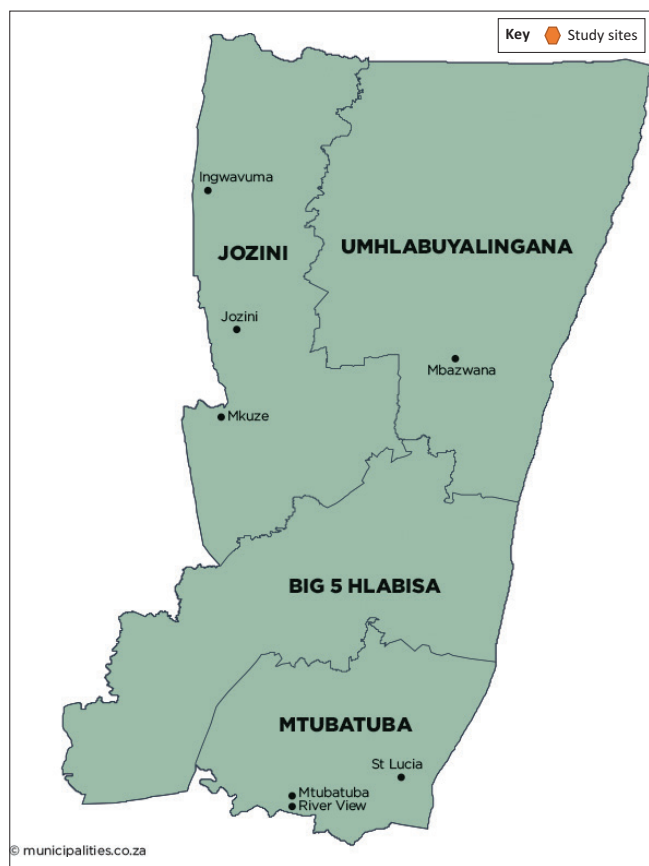 Key Study sites
Ingwavuma
JOZINI
UMHLABUYALINGANA
Jozini
Mbazwana
Mkuze
BIG 5 HLABISA
MTUBATUBA
St Lucia
Mtubatuba
River View
© municipalities.co.za